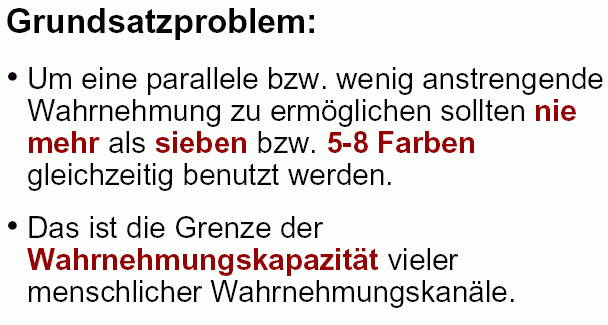 Grundsatzproblem:
• Um eine parallele bzw. wenig anstrengende
Wahrnehmung zu ermöglichen sollten nie
mehr als sieben bzw. 5-8 Farben
gleichzeitig benutzt werden.
• Das ist die Grenze der
Wahrnehmungskapazität vieler
menschlicher Wahrnehmungskanäle.